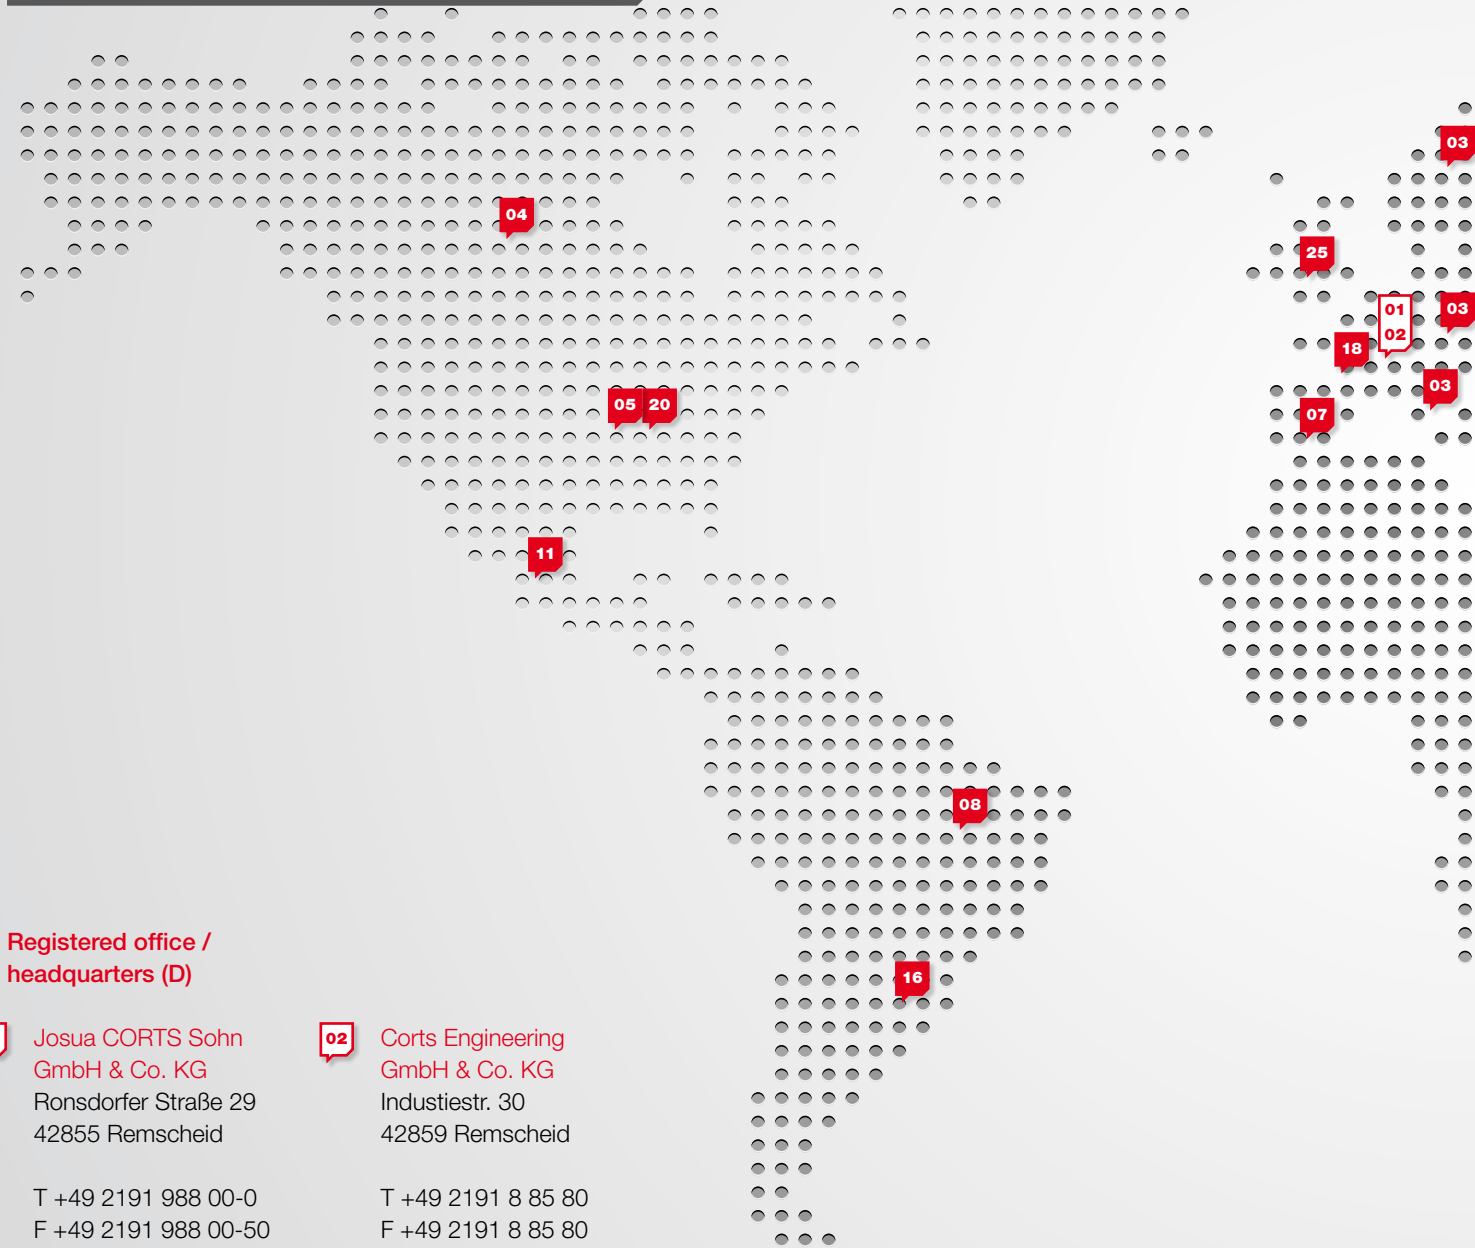 03
04
25
01
02
03
18
03
05
20
07
11
08
16
Registered office /
headquarters (D)
Josua CORTS Sohn
GmbH & Co. KG
Ronsdorfer Straße 29
42855 Remscheid
T +49 2191 988 00-0
F +49 2191 988 00-50
02
Corts Engineering
GmbH & Co. KG
Industiestr. 30
42859 Remscheid
T +49 2191 8 85 80
F +49 2191 8 85 80